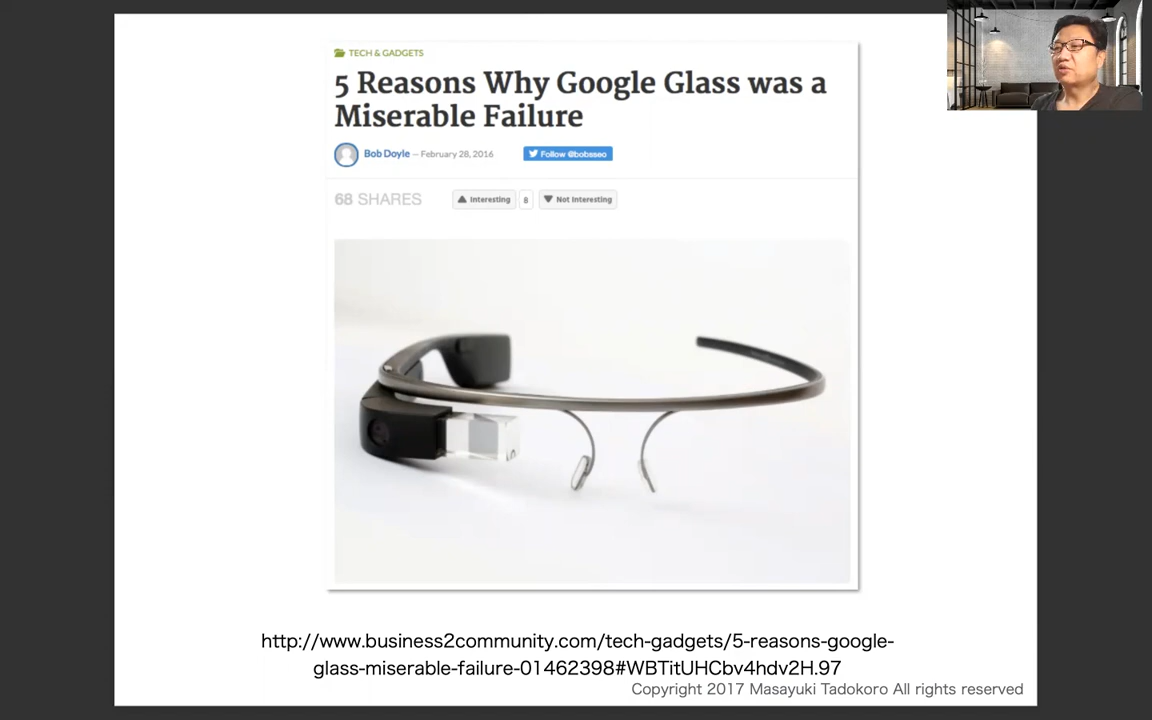 TECH & GADGETS
5 Reasons Why Google Glass was a
Miserable Failure
Bob Doyle — February 28, 2016
Follow @bobsseo
68 SHARES
Interesting
8
Not Interesting
http://www.business2community.com/tech-gadgets/5-reasons-google-
glass-miserable-failure-01462398#WBTitUHCbv4hdv2H.97
Copyright 2017 Masayuki Tadokoro All rights reserved